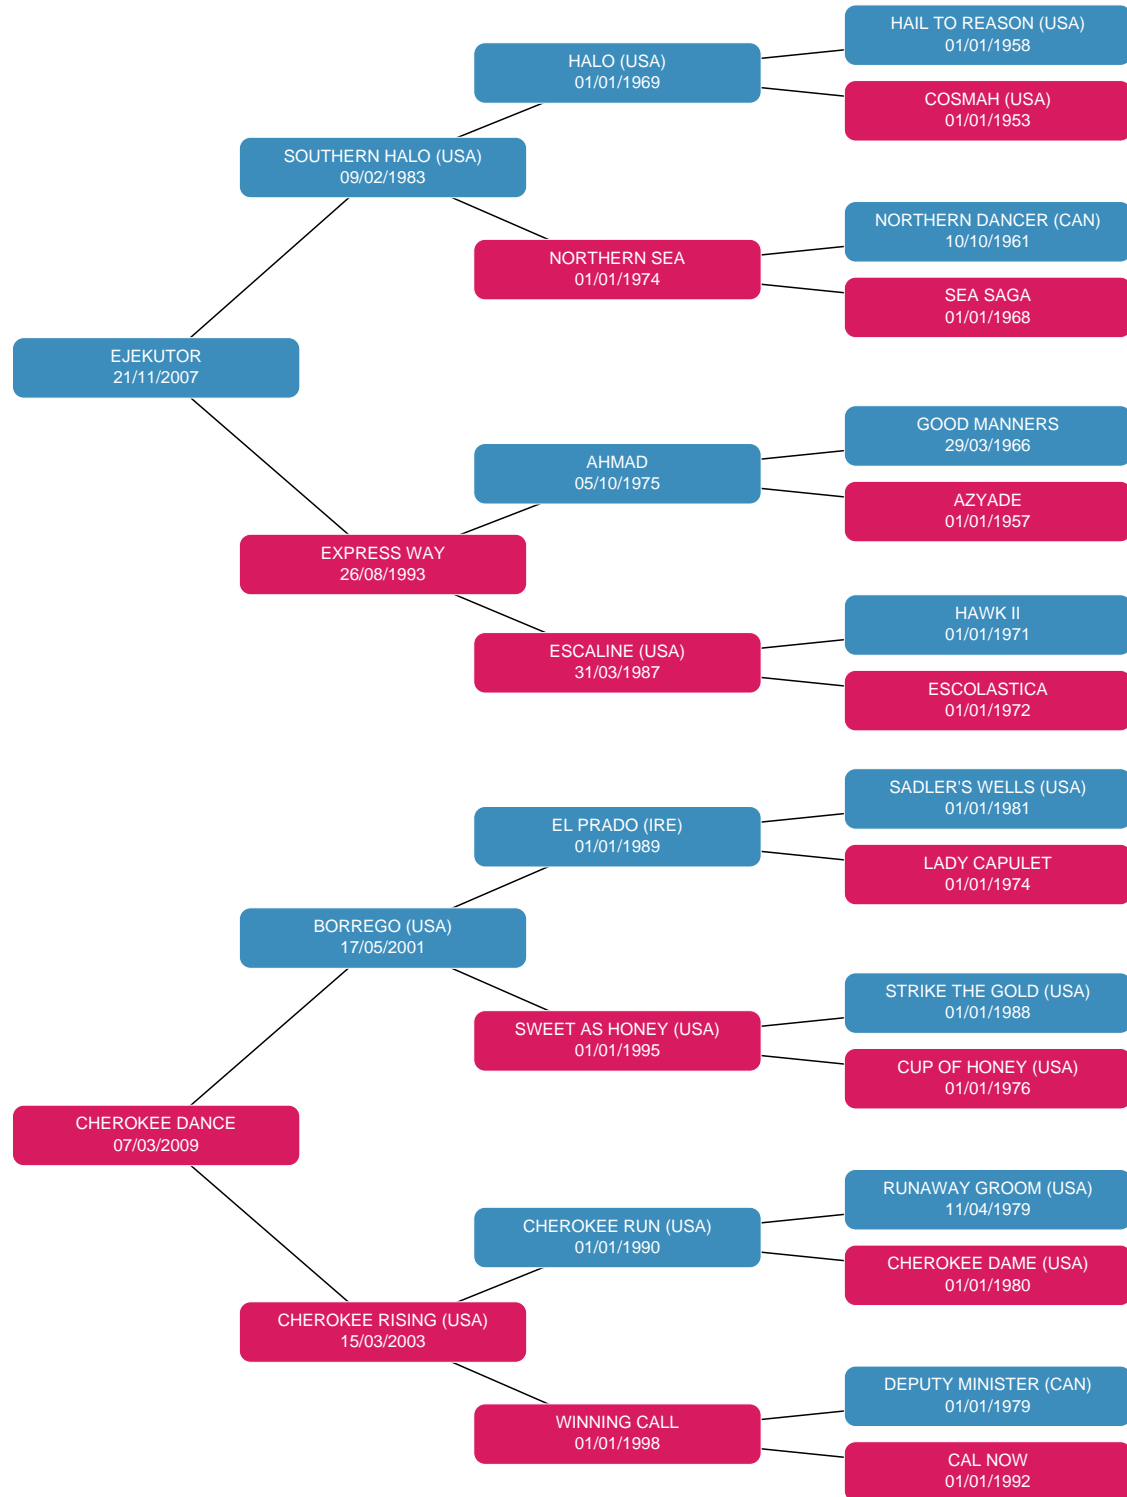 HAIL TO REASON (USA)
01/01/1958
HALO (USA)
01/01/1969
COSMAH (USA)
01/01/1953
SOUTHERN HALO (USA)
09/02/1983
NORTHERN DANCER (CAN)
10/10/1961
NORTHERN SEA
01/01/1974
SEA SAGA
01/01/1968
EJEKUTOR
21/11/2007
GOOD MANNERS
29/03/1966
AHMAD
05/10/1975
AZYADE
01/01/1957
EXPRESS WAY
26/08/1993
HAWK II
01/01/1971
ESCALINE (USA)
31/03/1987
ESCOLASTICA
01/01/1972
SADLER'S WELLS (USA)
01/01/1981
EL PRADO (IRE)
01/01/1989
LADY CAPULET
01/01/1974
BORREGO (USA)
17/05/2001
STRIKE THE GOLD (USA)
01/01/1988
SWEET AS HONEY (USA)
01/01/1995
CUP OF HONEY (USA)
01/01/1976
CHEROKEE DANCE
07/03/2009
RUNAWAY GROOM (USA)
11/04/1979
CHEROKEE RUN (USA)
01/01/1990
CHEROKEE DAME (USA)
01/01/1980
CHEROKEE RISING (USA)
15/03/2003
DEPUTY MINISTER (CAN)
01/01/1979
WINNING CALL
01/01/1998
CAL NOW
01/01/1992